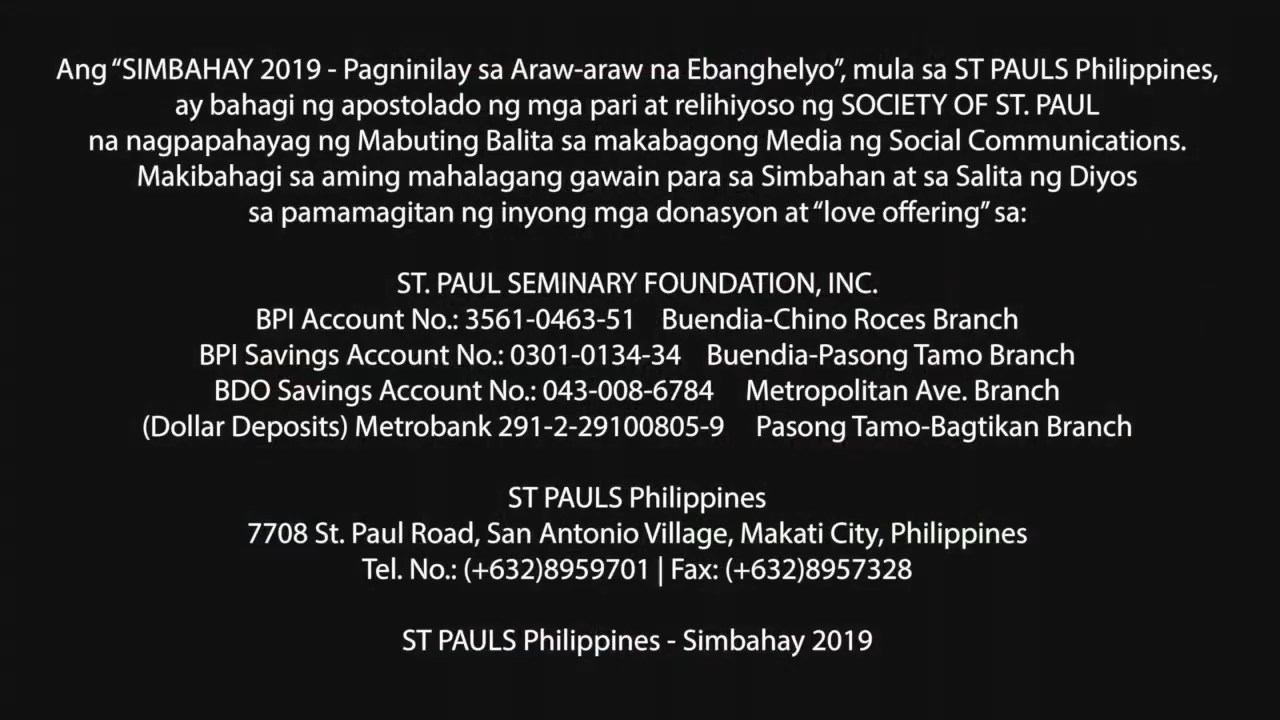 Ang “SIMBAHAY 2019 - Pagninilay sa Araw-araw na Ebanghelyo”, mula sa ST PAULS Philippines,
ay bahagi ng apostolado ng mga pari at relihiyoso ng SOCIETY OF ST. PAUL
na nagpapahayag ng Mabuting Balita sa makabagong Media ng Social Communications.
Makibahagi sa aming mahalagang gawain para sa Simbahan at sa Salita ng Diyos
sa pamamagitan ng inyong mga donasyon at “love offering” sa:
ST. PAUL SEMINARY FOUNDATION, INC.
BPI Account No.: 3561-0463-51 Buendia-Chino Roces Branch
BPI Savings Account No.: 0301-0134-34 Buendia-Pasong Tamo Branch
BDO Savings Account No.: 043-008-6784 Metropolitan Ave. Branch
(Dollar Deposits) Metrobank 291-2-29100805-9 Pasong Tamo-Bagtikan Branch
ST PAULS Philippines
7708 St. Paul Road, San Antonio Village, Makati City, Philippines
Tel. No.: (+632)8959701 | Fax: (+632)8957328
ST PAULS Philippines - Simbahay 2019